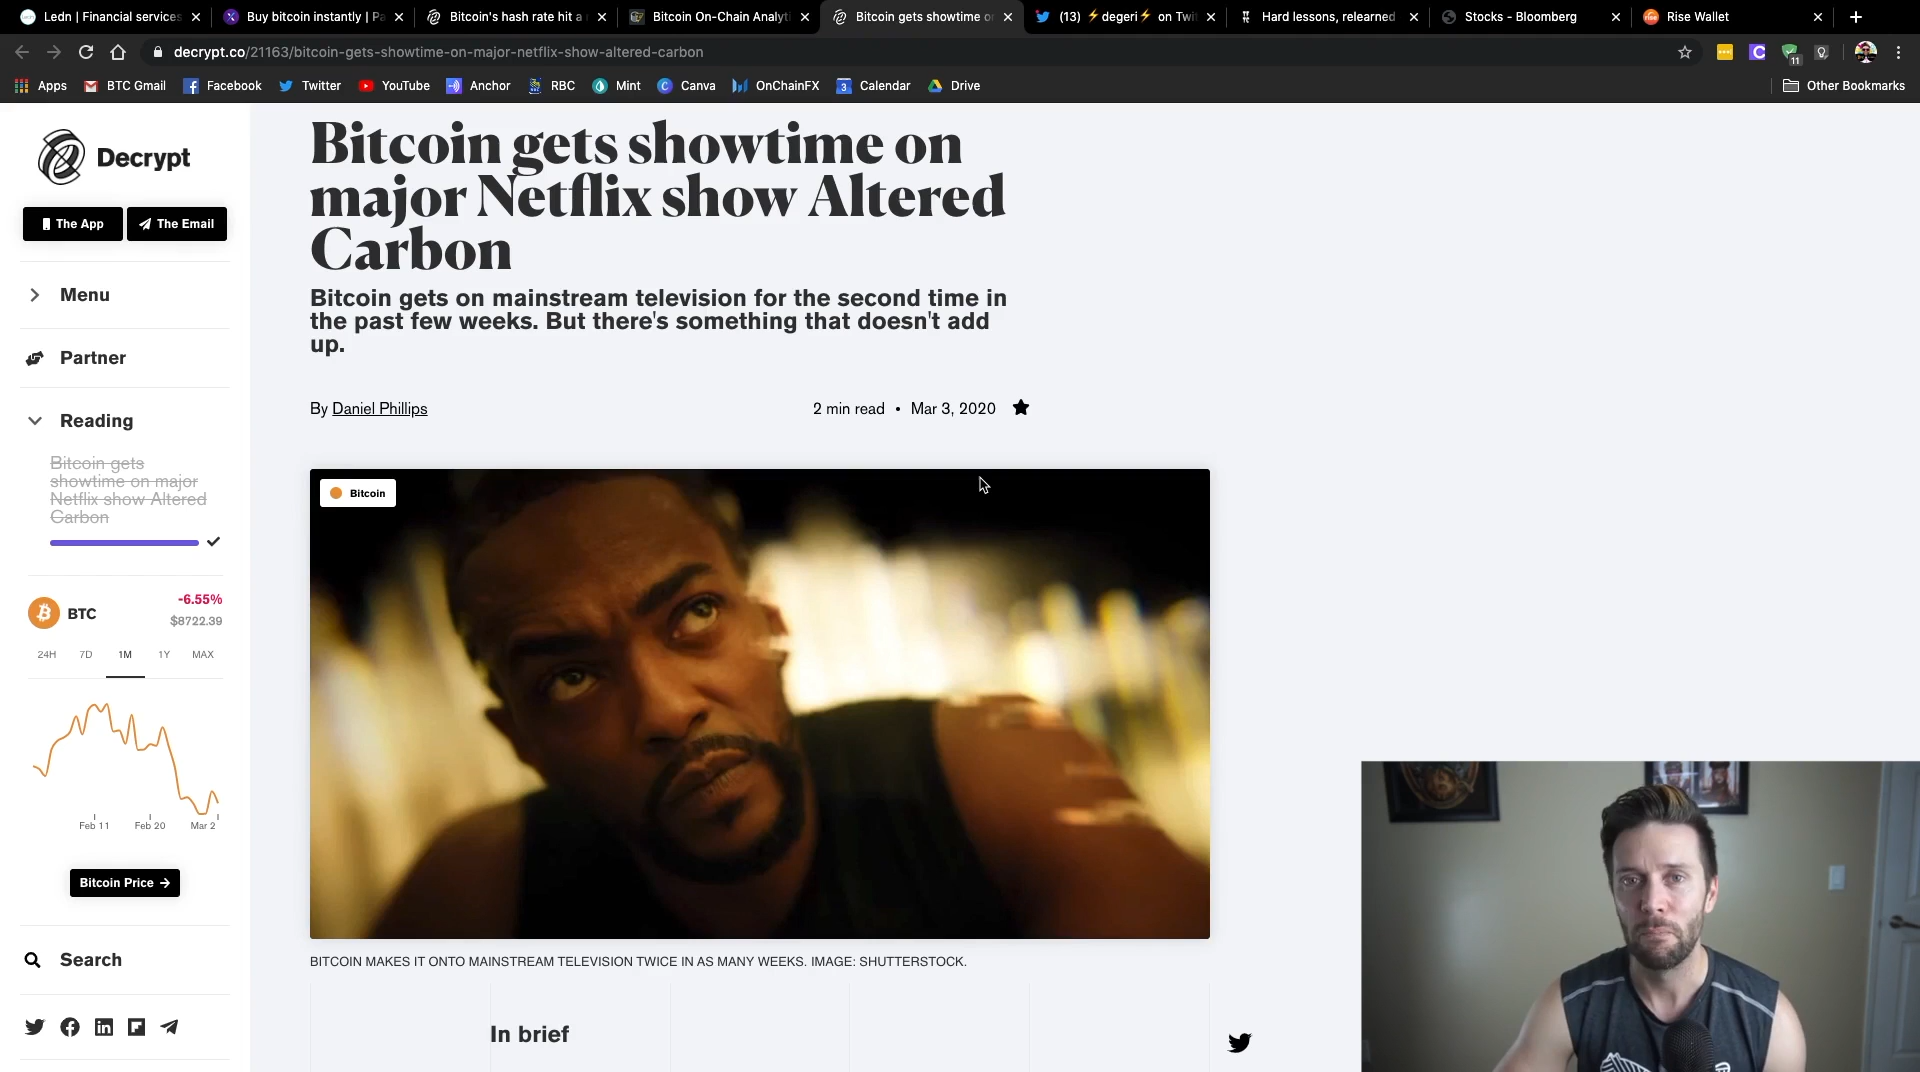 Ledn | Financial services
Buy bitcoin instantly | Pa
Bitcoin's hash rate hit a
Bitcoin On-Chain Analyti
Bitcoin gets showtime o
(13) ⚡degeri⚡ on Twi
Hard lessons, relearned
Stocks - Bloomberg
Rise Wallet
decrypt.co/21163/bitcoin-gets-showtime-on-major-netflix-show-altered-carbon
11
Apps
BTC Gmail
Facebook
Twitter
YouTube
Anchor
RBC
Mint
Canva
OnChainFX
3
Calendar
Drive
Other Bookmarks
Decrypt
The App
The Email
Menu
Partner
Reading
Bitcoin gets
showtime on major
Netflix show Altered
Carbon
BTC
-6.55%
$8722.39
24H 7D 1M 1Y MAX
Feb 11 Feb 20 Mar 2
Bitcoin Price →
Search
Bitcoin gets showtime on
major Netflix show Altered
Carbon
Bitcoin gets on mainstream television for the second time in
the past few weeks. But there's something that doesn't add
up.
By Daniel Phillips
2 min read • Mar 3, 2020
Bitcoin
BITCOIN MAKES IT ONTO MAINSTREAM TELEVISION TWICE IN AS MANY WEEKS. IMAGE: SHUTTERSTOCK.
In brief